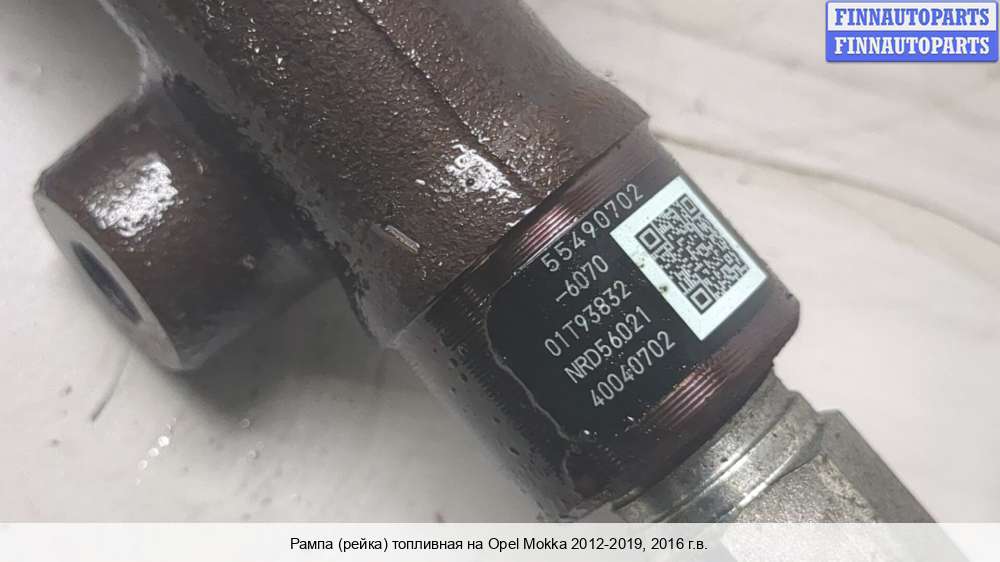 FINNAUTOPARTS
FINNAUTOPARTS
55490702
-6070
01T93832
NRD56021
40040702
Рампа (рейка) топливная на Opel Mokka 2012-2019, 2016 г.в.